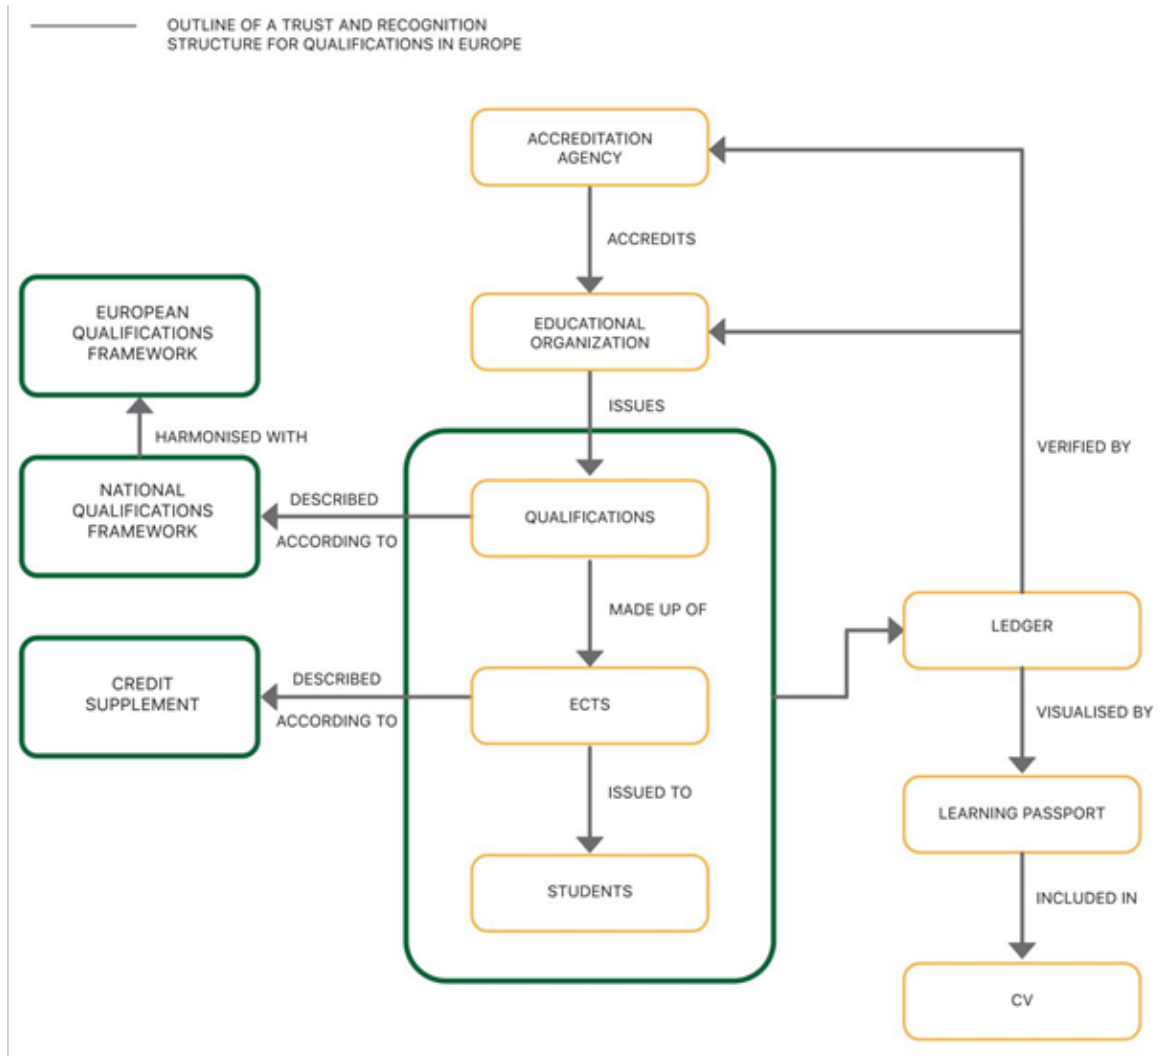 OUTLINE OF A TRUST AND RECOGNITION
STRUCTURE FOR QUALIFICATIONS IN EUROPE
ACCREDITATION
AGENCY
ACCREDITS
EDUCATIONAL
ORGANIZATION
ISSUES
EUROPEAN
QUALIFICATIONS
FRAMEWORK
HARMONISED WITH
NATIONAL
QUALIFICATIONS
FRAMEWORK
DESCRIBED
ACCORDING TO
QUALIFICATIONS
MADE UP OF
CREDIT
SUPPLEMENT
DESCRIBED
ACCORDING TO
ECTS
ISSUED TO
STUDENTS
VERIFIED BY
LEDGER
VISUALISED BY
LEARNING PASSPORT
INCLUDED IN
CV